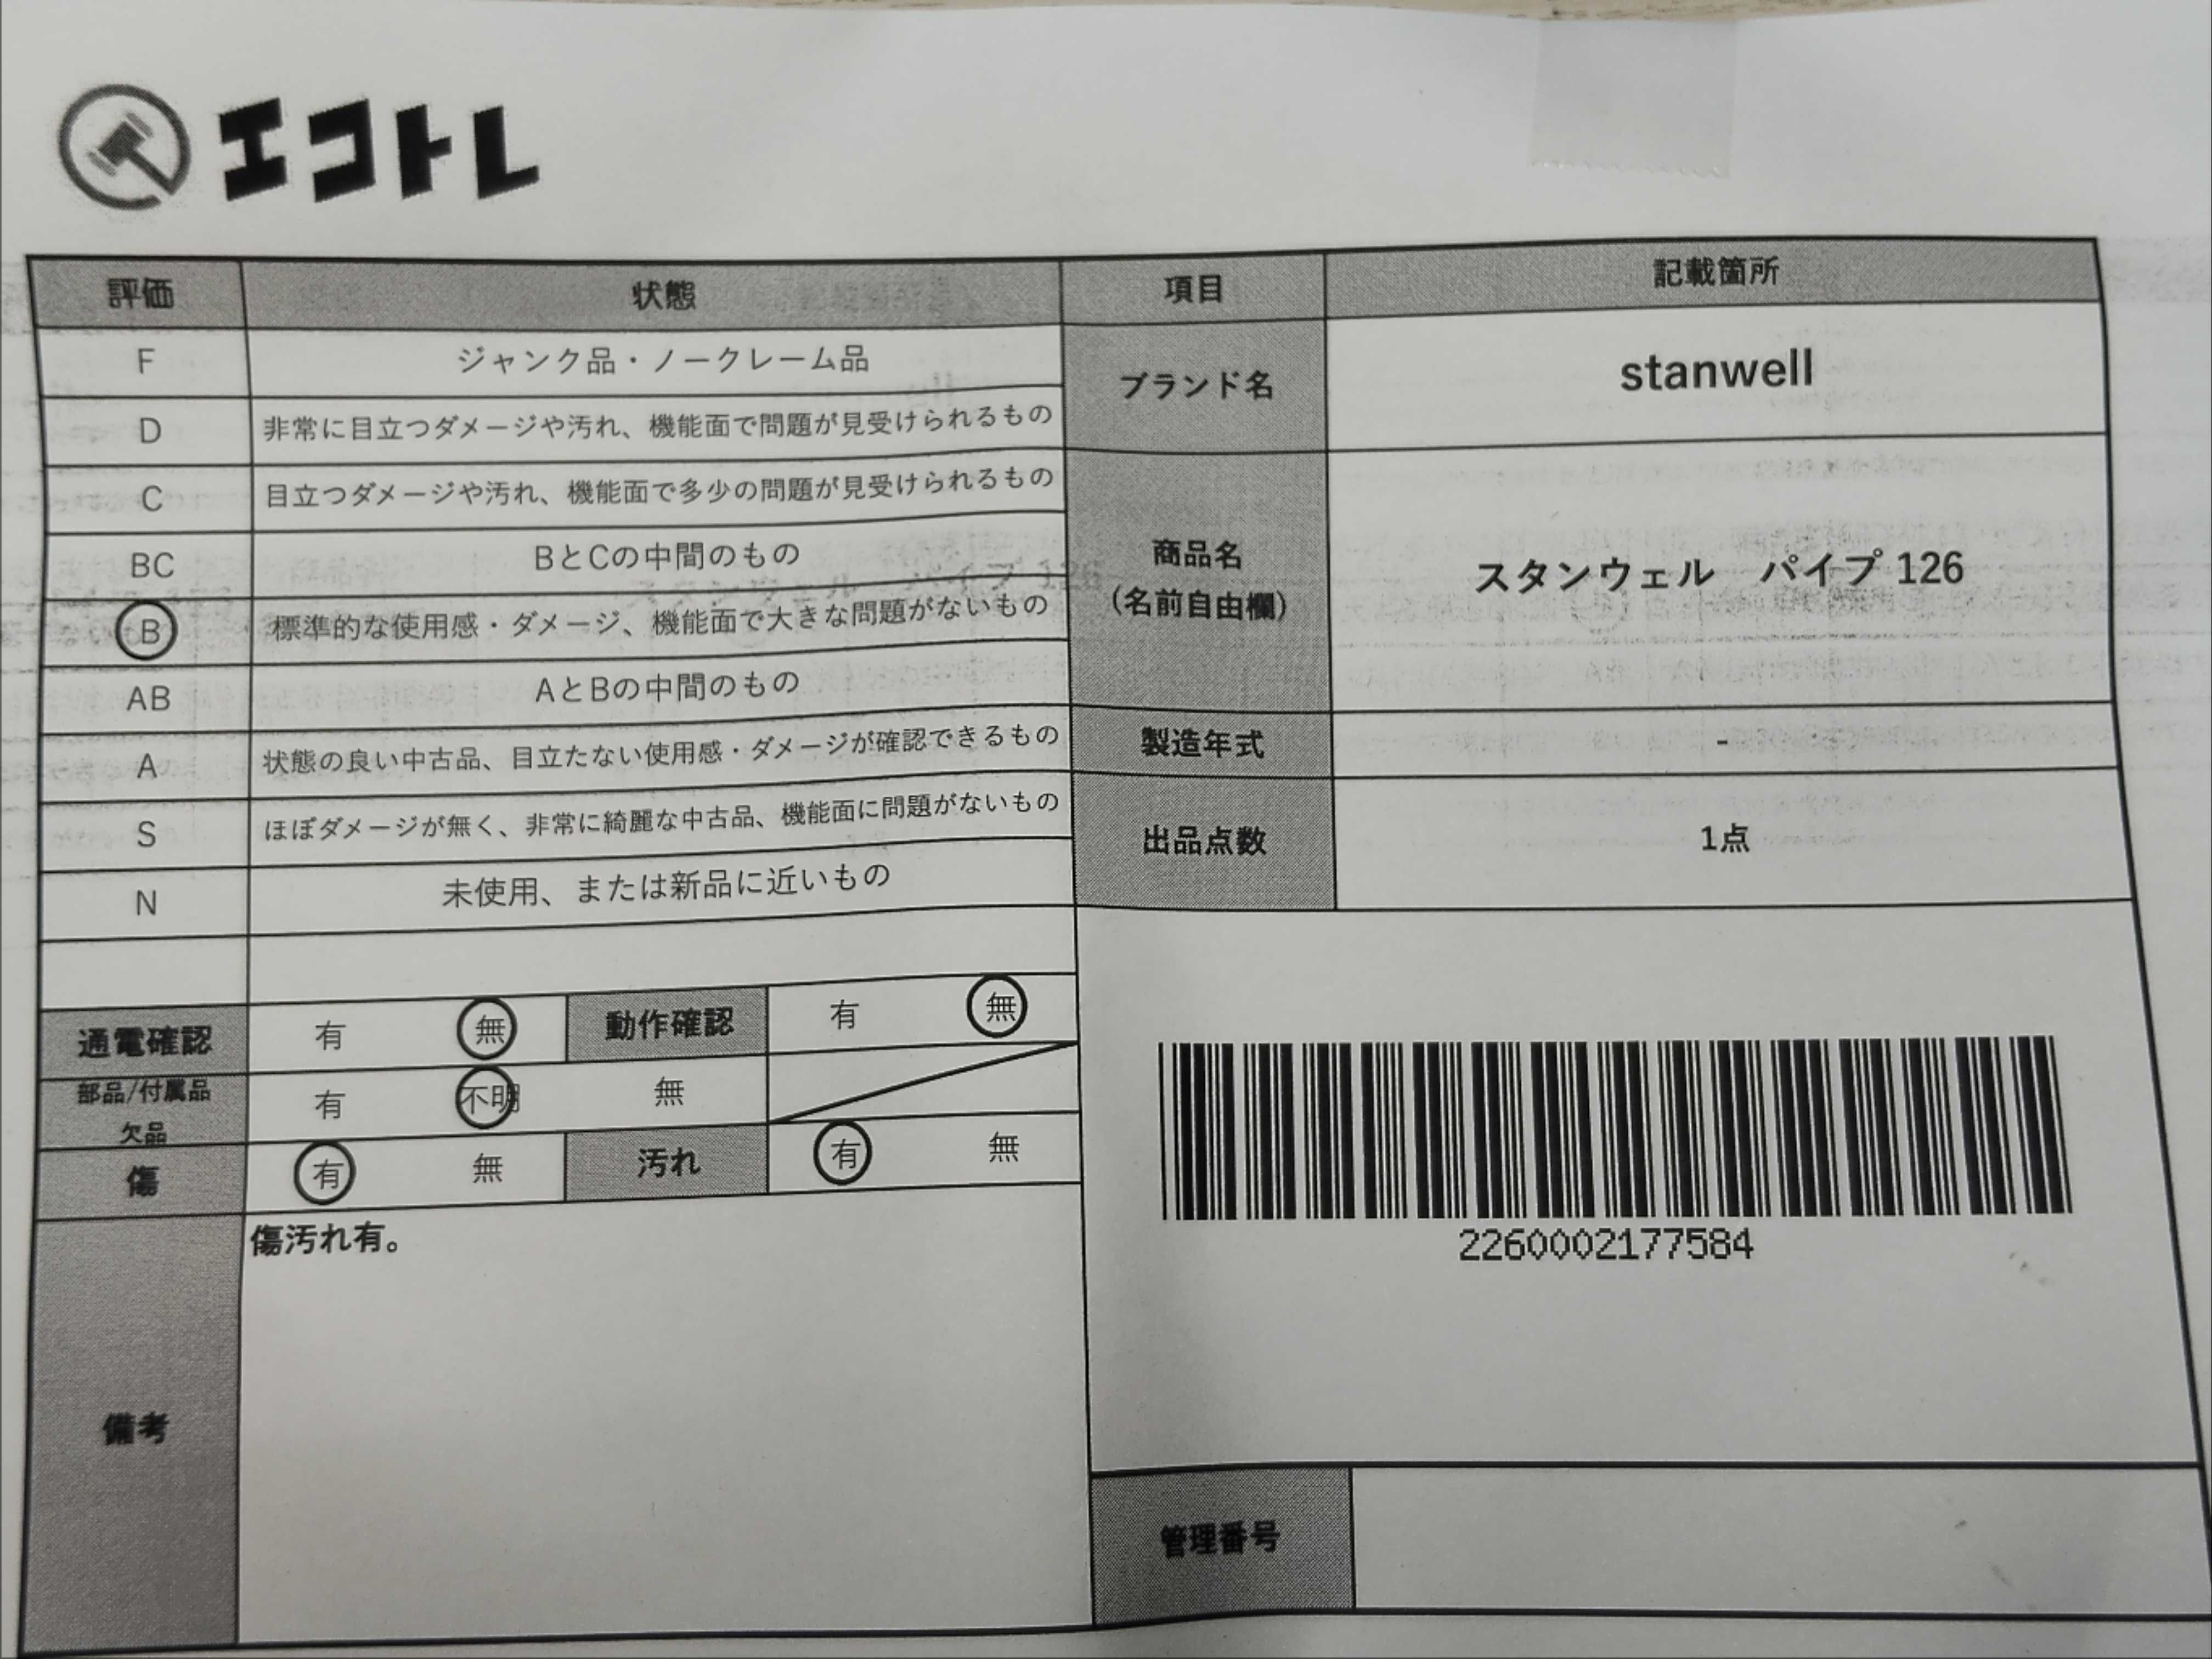 エコトレ
評価 状態 項目 記載箇所
F ジャンク品・ノークレーム品
D 非常に目立つダメージや汚れ、機能面で問題が見受けられるもの
C 目立つダメージや汚れ、機能面で多少の問題が見受けられるもの
BC BとCの中間のもの
B 標準的な使用感・ダメージ、機能面で大きな問題がないもの
AB AとBの中間のもの
A 状態の良い中古品、目立たない使用感・ダメージが確認できるもの
S ほぼダメージが無く、非常に綺麗な中古品、機能面に問題がないもの
N 未使用、または新品に近いもの
ブランド名 stanwell
商品名
(名前自由欄)
スタンウェル パイプ 126
製造年式 -
出品点数 1点
通電確認 有 無 動作確認 有 無
部品/付属品
欠品
有 不明 無
傷 有 無 汚れ 有 無
備考
傷汚れ有。
2260002177584
管理番号